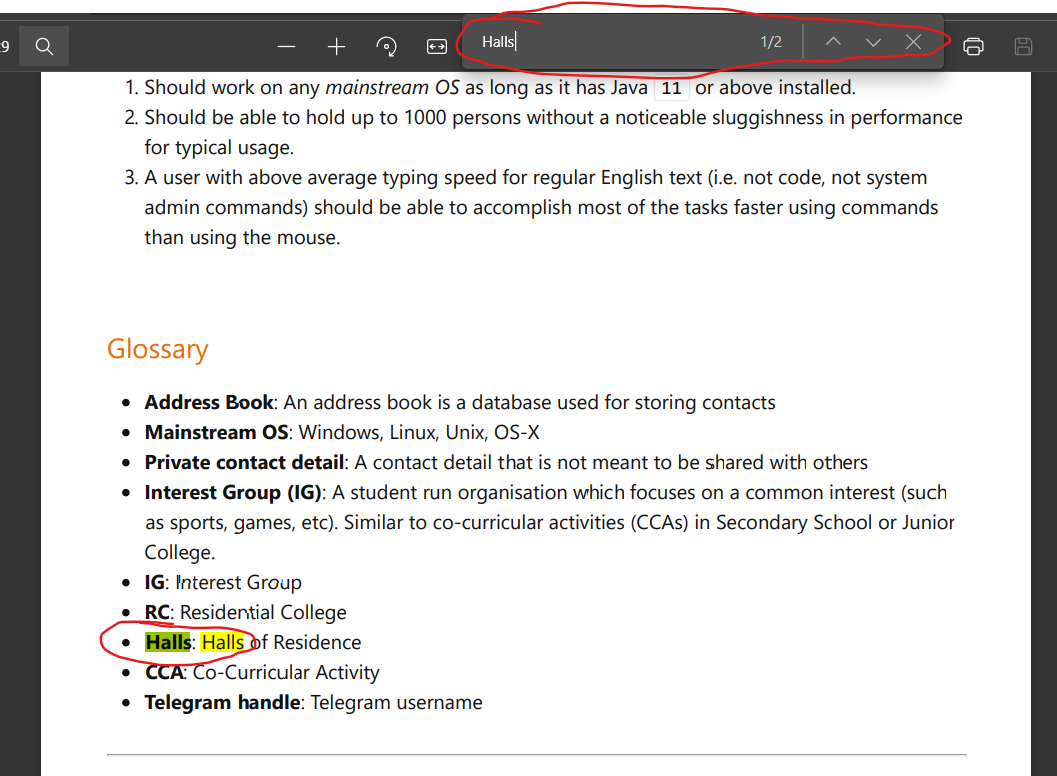 :9
Halls
1/2
1. Should work on any mainstream OS as long as it has Java 11 or above installed.
2. Should be able to hold up to 1000 persons without a noticeable sluggishness in performance
for typical usage.
3. A user with above average typing speed for regular English text (i.e. not code, not system
admin commands) should be able to accomplish most of the tasks faster using commands
than using the mouse.
Glossary
• Address Book: An address book is a database used for storing contacts
• Mainstream OS: Windows, Linux, Unix, OS-X
• Private contact detail: A contact detail that is not meant to be shared with others
• Interest Group (IG): A student run organisation which focuses on a common interest (such
as sports, games, etc). Similar to co-curricular activities (CCAs) in Secondary School or Junior
College.
• IG: Interest Group
• RC: Residential College
• Halls: Halls of Residence
• CCA: Co-Curricular Activity
• Telegram handle: Telegram username